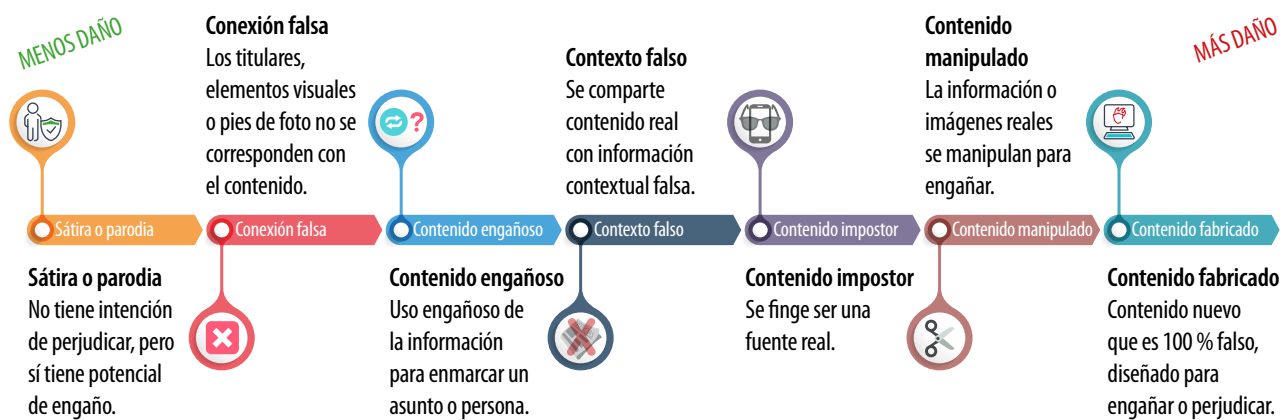 MENOS DAÑO
Conexión falsa
Los titulares,
elementos visuales
o pies de foto no se
corresponden con
el contenido.
Contexto falso
Se comparte
contenido real
con información
contextual falsa.
Contenido
manipulado
La información o
imágenes reales
se manipulan para
engañar.
MÁS DAÑO
?
Sátira o parodia
Conexión falsa
Contenido engañoso
Contexto falso
Contenido impostor
Contenido manipulado
Contenido fabricado
Sátira o parodia
No tiene intención
de perjudicar, pero
sí tiene potencial
de engaño.
Contenido engañoso
Uso engañoso de
la información
para enmarcar un
asunto o persona.
Contenido impostor
Se finge ser una
fuente real.
Contenido fabricado
Contenido nuevo
que es 100 % falso,
diseñado para
engañar o perjudicar.